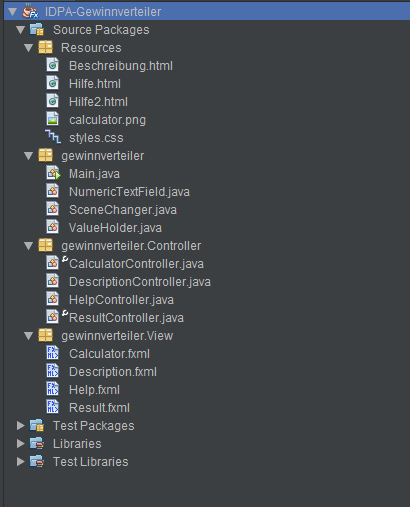 IDPA-Gewinnverteiler
Source Packages
Resources
Beschreibung.html
Hilfe.html
Hilfe2.html
calculator.png
styles.css
gewinnverteiler
Main.java
NumericTextField.java
SceneChanger.java
ValueHolder.java
gewinnverteiler.Controller
CalculatorController.java
DescriptionController.java
HelpController.java
ResultController.java
gewinnverteiler.View
Calculator.fxml
Description.fxml
Help.fxml
Result.fxml
Test Packages
Libraries
Test Libraries